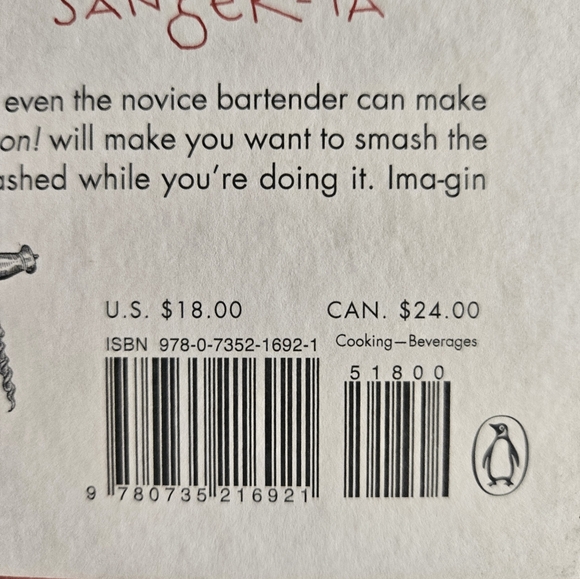 SANGER-IA
even the novice bartender can make
on! will make you want to smash the
ashed while you're doing it. Ima-gin
U.S. $18.00 CAN. $24.00
ISBN 978-0-7352-1692-1 Cooking—Beverages
51800
9 780735 216921